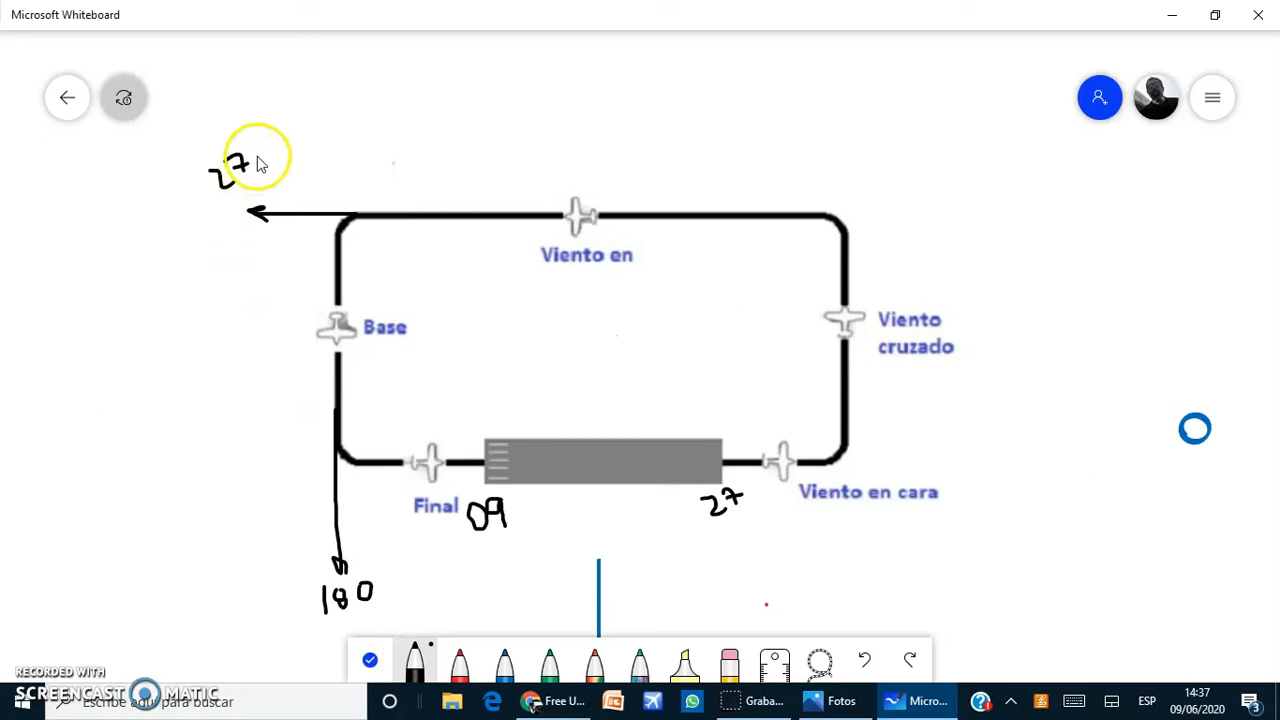 Microsoft Whiteboard
27
Viento en
Base
Viento
cruzado
Final
09
27
Viento en cara
180
RECORDED WITH
SCREENCAST MATIC
Escribe aquí para buscar
Free U...
Graba...
Fotos
Micro...
ESP
14:37
09/06/2020
3